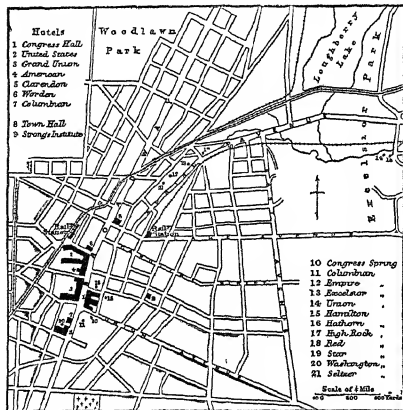 Hotels
1 Congress Hall
2 United States
3 Grand Union
4 American
5 Clarendon
6 Worden
7 Columbian
8 Town Hall
9 Strongs Institute
Woodlawn
Park
Loughberry
Lake
Park
Rail
Station
10 Congress Spring
11 Columbian "
12 Empire "
13 Excelsior "
14 Union "
15 Hamilton "
16 Hathorn "
17 High Rock "
18 Red "
19 Star "
20 Washington "
21 Seltzer "
Scale of ¼ Mile